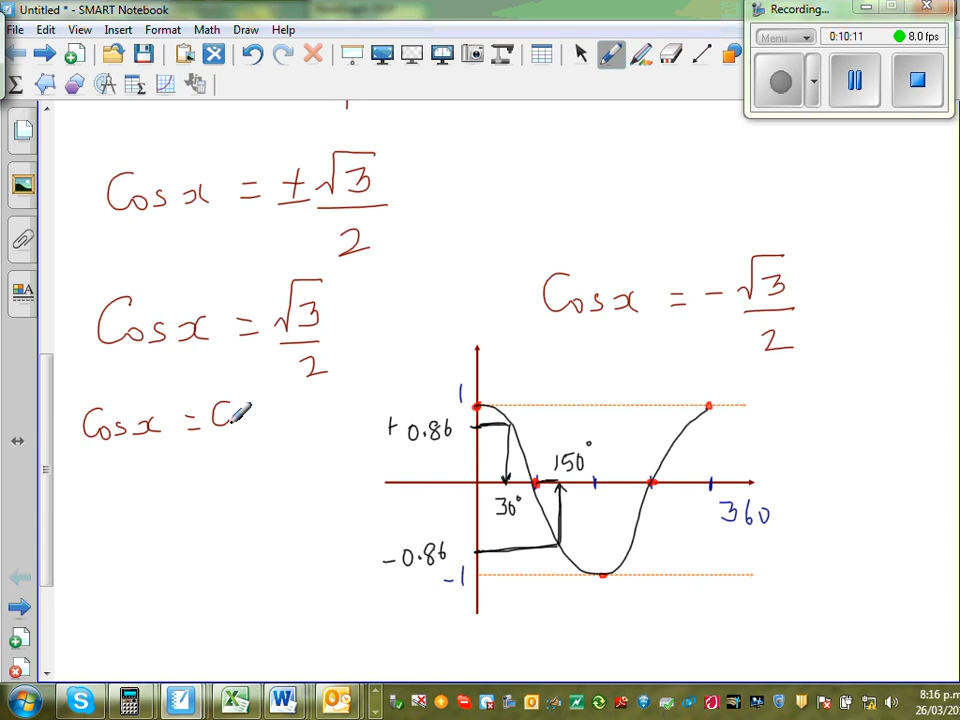 Untitled * - SMART Notebook
Recording...
File Edit View Insert Format Math Draw Help
Menu 0:10:11 8.0 fps
Cos x = ± √3/2
Cos x = √3/2
Cos x = - √3/2
Cos x = C
1
+ 0.86
150°
30°
360
- 0.86
-1
8:16 p.m
26/03/20